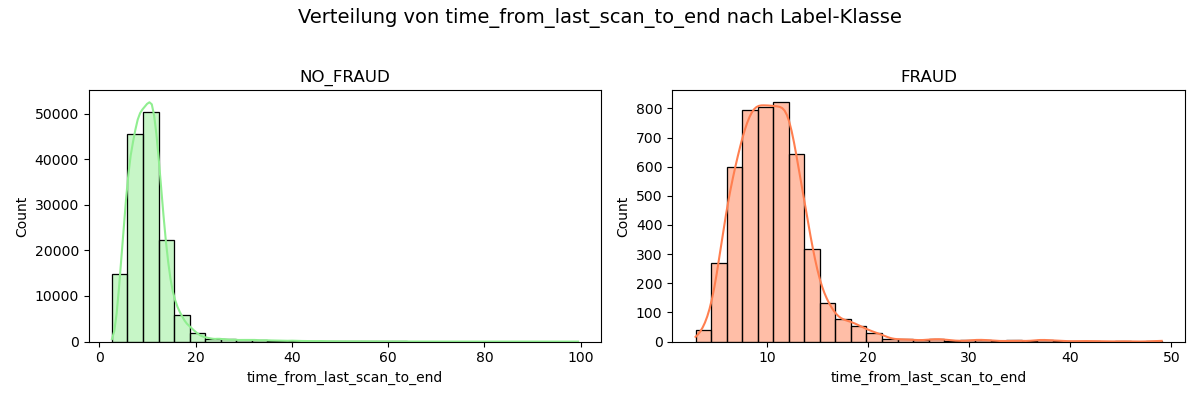 Verteilung von time_from_last_scan_to_end nach Label-Klasse
NO_FRAUD
50000
40000
30000
20000
10000
0
Count
0 20 40 60 80 100
time_from_last_scan_to_end
FRAUD
800
700
600
500
400
300
200
100
0
Count
10 20 30 40 50
time_from_last_scan_to_end